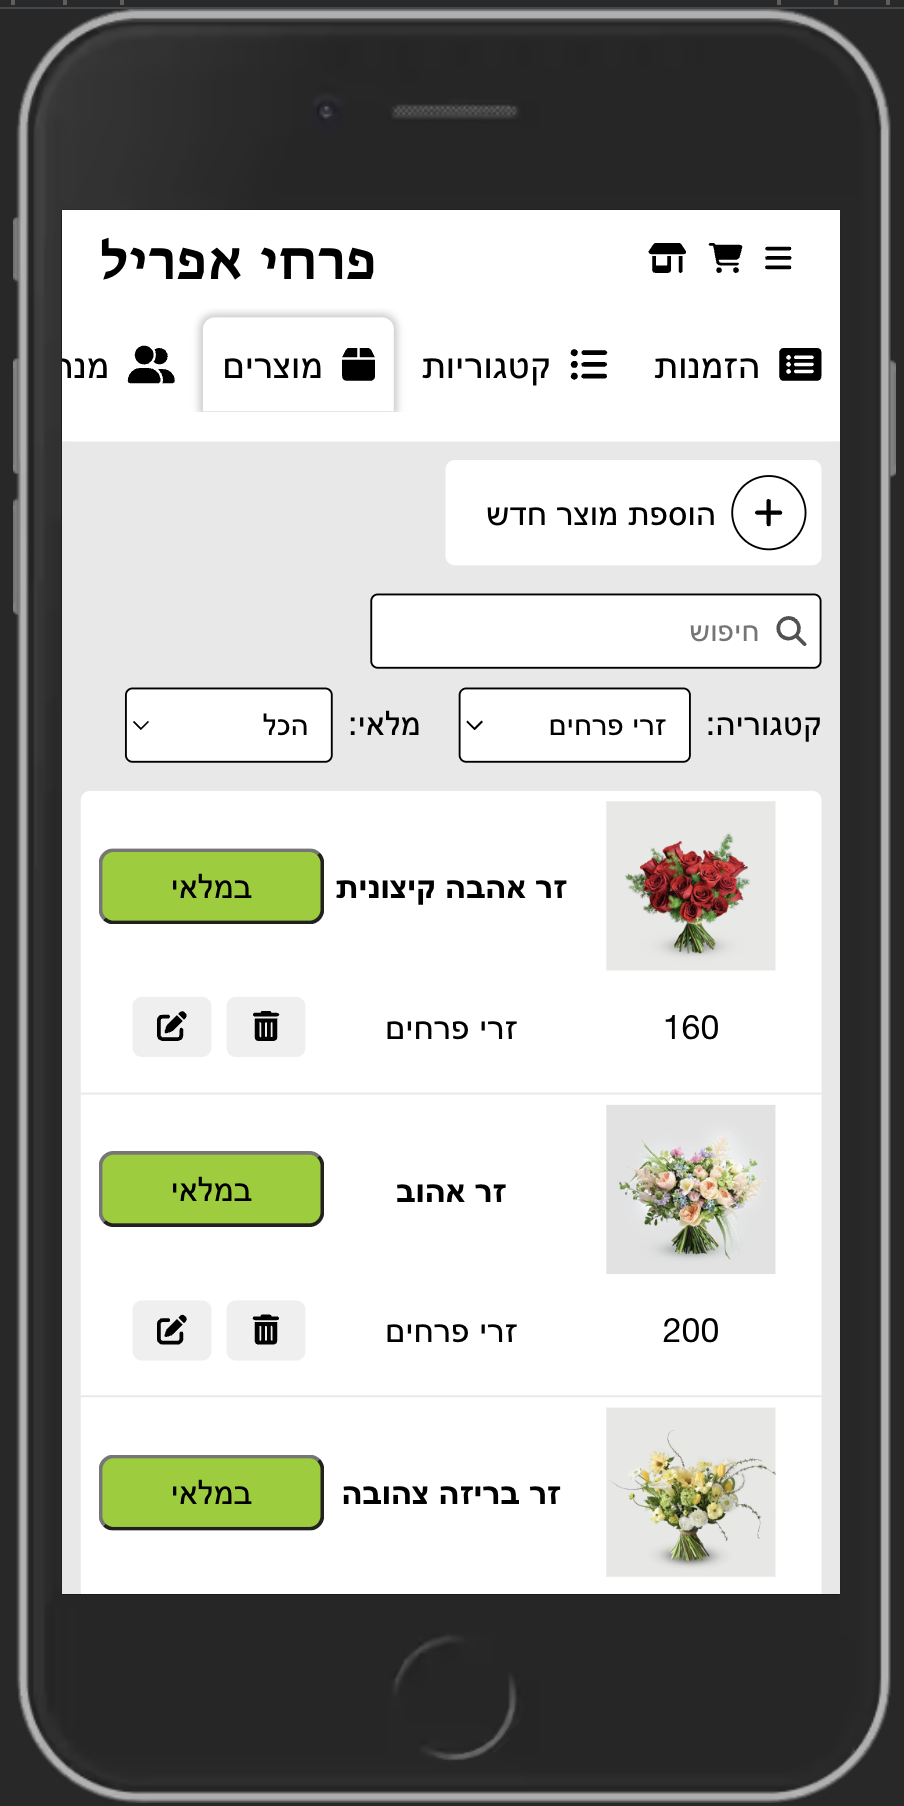 פרחי אפריל
הזמנות קטגוריות מוצרים
הוספת מוצר חדש
חיפוש
קטגוריה: זרי פרחים מלאי: הכל
זר אהבה קיצונית במלאי
160 זרי פרחים
זר אהוב במלאי
200 זרי פרחים
זר בריזה צהובה במלאי